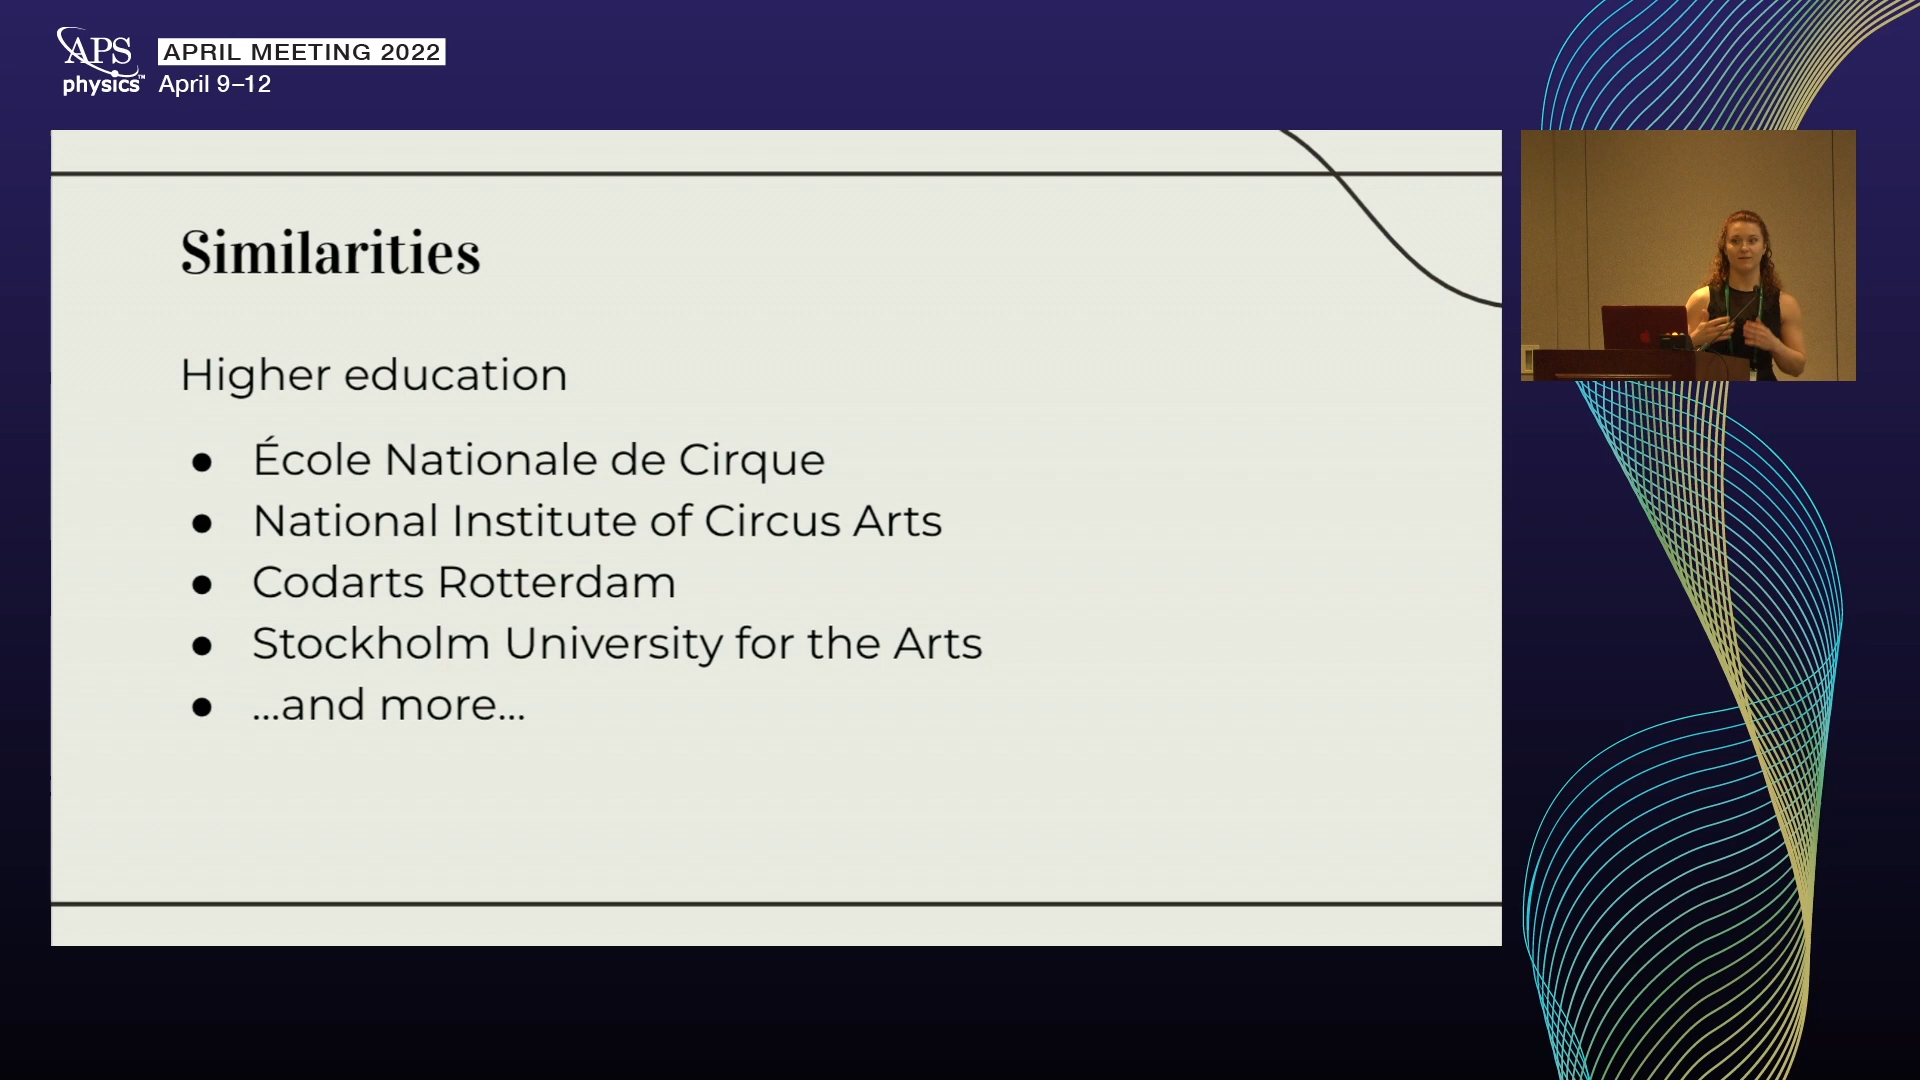 APS
physics™
APRIL MEETING 2022
April 9–12
Similarities
Higher education
● École Nationale de Cirque
● National Institute of Circus Arts
● Codarts Rotterdam
● Stockholm University for the Arts
● ...and more...